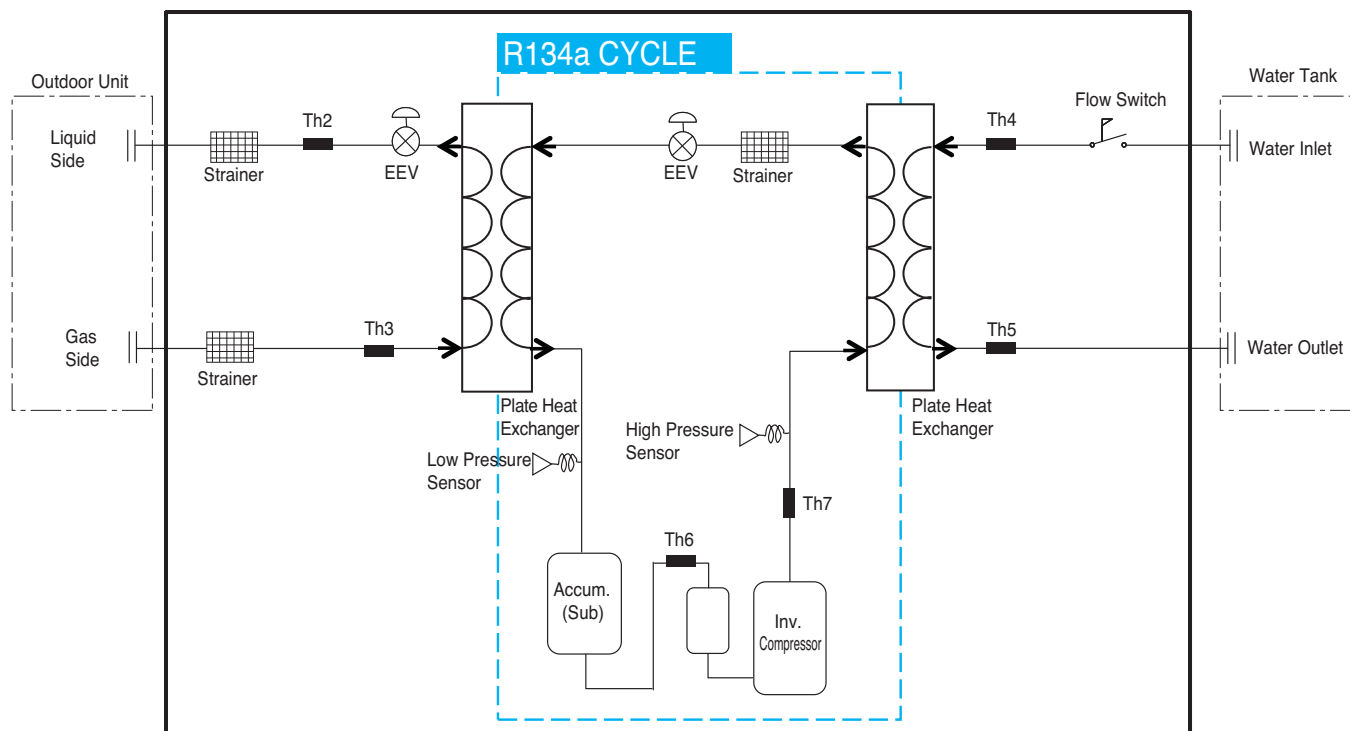 R134a CYCLE
Outdoor Unit
Water Tank
Flow Switch
Th2
Th4
Liquid
Side
Strainer
EEV
EEV
Strainer
Water Inlet
Gas
Side
Th3
Th5
Strainer
Water Outlet
Plate Heat
Exchanger
Plate Heat
Exchanger
High Pressure
Sensor
Low Pressure
Sensor
Th7
Th6
Accum.
(Sub)
Inv.
Compressor